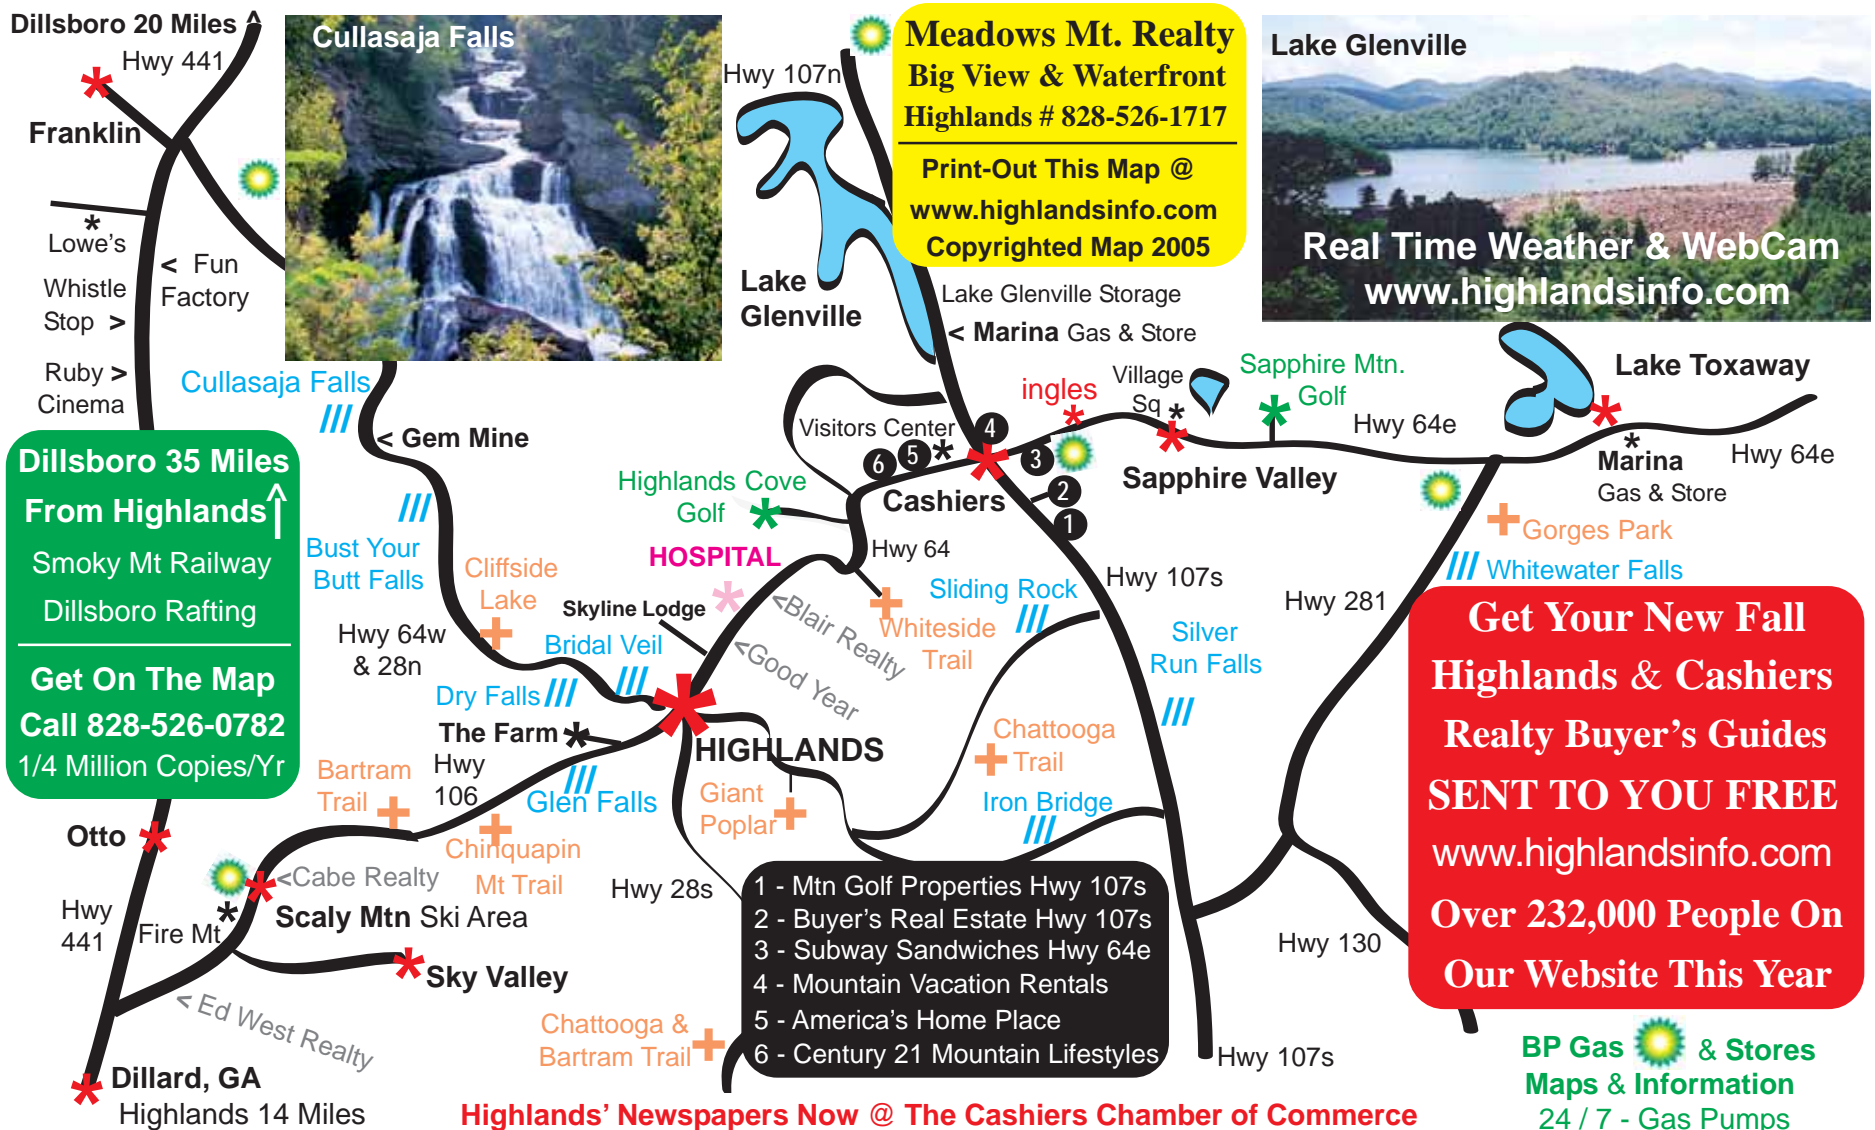 Dillsboro 20 Miles ^
Hwy 441
Franklin
*
Lowe's
< Fun
Factory
Whistle
Stop >
Ruby >
Cinema
Cullasaja Falls
Hwy 107n
Meadows Mt. Realty
Big View & Waterfront
Highlands # 828-526-1717
Print-Out This Map @
www.highlandsinfo.com
Copyrighted Map 2005
Lake Glenville
Real Time Weather & WebCam
www.highlandsinfo.com
Lake
Glenville
Lake Glenville Storage
< Marina Gas & Store
Cullasaja Falls
< Gem Mine
Visitors Center
ingles
Village
Sq
Sapphire Mtn.
Golf
Hwy 64e
Lake Toxaway
Marina
Gas & Store
Hwy 64e
4
3
5
6
2
1
Cashiers
Sapphire Valley
Dillsboro 35 Miles
From Highlands
Smoky Mt Railway
Dillsboro Rafting
Get On The Map
Call 828-526-0782
1/4 Million Copies/Yr
Bust Your
Butt Falls
Highlands Cove
Golf
HOSPITAL
Hwy 64
Cliffside
Lake
Skyline Lodge
Hwy 64w
& 28n
Bridal Veil
Dry Falls
The Farm
<Blair Realty
<Good Year
Whiteside
Trail
Sliding Rock
Hwy 107s
Silver
Run Falls
Hwy 281
Gorges Park
Whitewater Falls
HIGHLANDS
Chattooga
Trail
Iron Bridge
Giant
Poplar
Glen Falls
Hwy
106
Bartram
Trail
Chinquapin
Mt Trail
Hwy 28s
Otto
<Cabe Realty
Scaly Mtn Ski Area
Fire Mt
Hwy
441
Sky Valley
< Ed West Realty
Dillard, GA
Highlands 14 Miles
Chattooga &
Bartram Trail
1 - Mtn Golf Properties Hwy 107s
2 - Buyer's Real Estate Hwy 107s
3 - Subway Sandwiches Hwy 64e
4 - Mountain Vacation Rentals
5 - America's Home Place
6 - Century 21 Mountain Lifestyles
Hwy 107s
Hwy 130
Get Your New Fall
Highlands & Cashiers
Realty Buyer's Guides
SENT TO YOU FREE
www.highlandsinfo.com
Over 232,000 People On
Our Website This Year
BP Gas & Stores
Maps & Information
24 / 7 - Gas Pumps
Highlands' Newspapers Now @ The Cashiers Chamber of Commerce